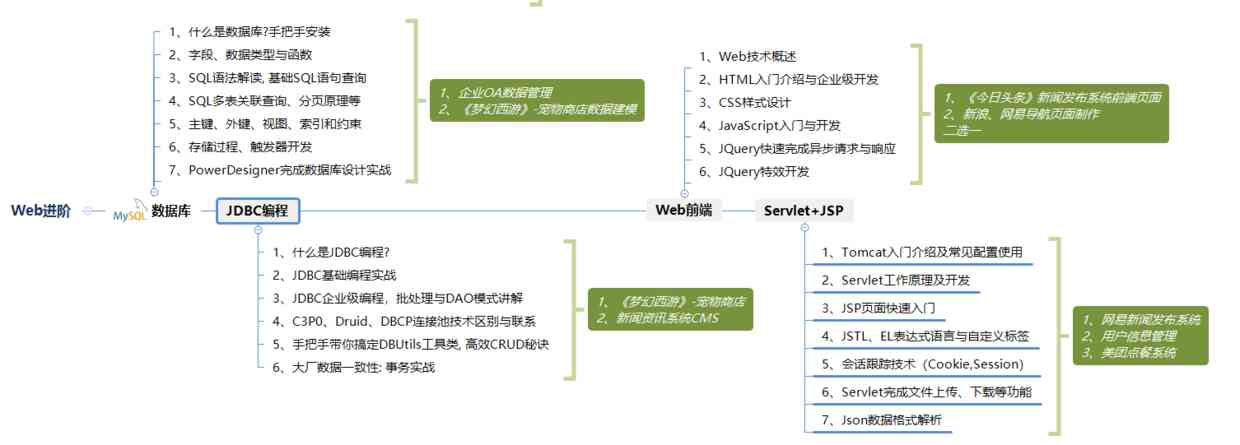 1、什么是数据库?手把手安装
2、字段、数据类型与函数
3、SQL语法解读, 基础SQL语句查询
4、SQL多表关联查询、分页原理等
5、主键、外键、视图、索引和约束
6、存储过程、触发器开发
7、PowerDesigner完成数据库设计实战
1、企业OA数据管理
2、《梦幻西游》-宠物商店数据建模
1、Web技术概述
2、HTML入门介绍与企业级开发
3、CSS样式设计
4、JavaScript入门与开发
5、JQuery快速完成异步请求与响应
6、JQuery特效开发
1、《今日头条》新闻发布系统前端页面
2、新浪、网易导航页面制作
二选一
Web进阶
MySQL 数据库
JDBC编程
Web前端
Servlet+JSP
1、什么是JDBC编程?
2、JDBC基础编程实战
3、JDBC企业级编程，批处理与DAO模式讲解
4、C3P0、Druid、DBCP连接池技术区别与联系
5、手把手带你搞定DBUtils工具类, 高效CRUD秘诀
6、大厂数据一致性: 事务实战
1、《梦幻西游》-宠物商店
2、新闻资讯系统CMS
1、Tomcat入门介绍及常见配置使用
2、Servlet工作原理及开发
3、JSP页面快速入门
4、JSTL、EL表达式语言与自定义标签
5、会话跟踪技术（Cookie,Session）
6、Servlet完成文件上传、下载等功能
7、Json数据格式解析
1、网易新闻发布系统
2、用户信息管理
3、美团点餐系统